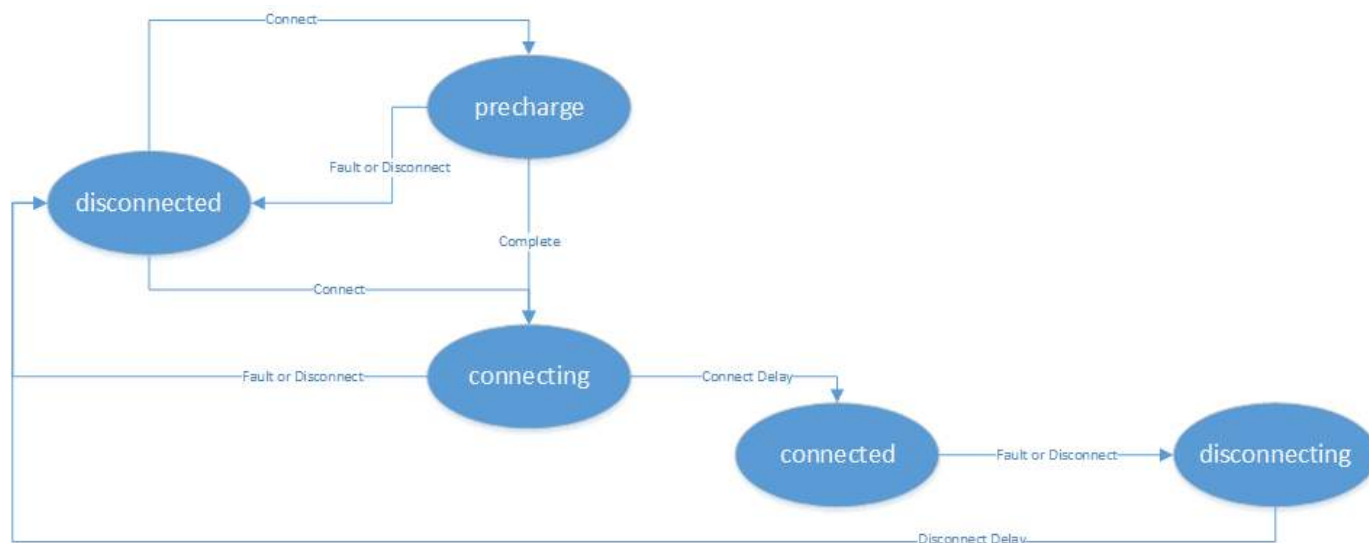 Connect
precharge
Fault or Disconnect
disconnected
Complete
Connect
connecting
Fault or Disconnect
Connect Delay
connected
Fault or Disconnect
disconnecting
Disconnect Delay